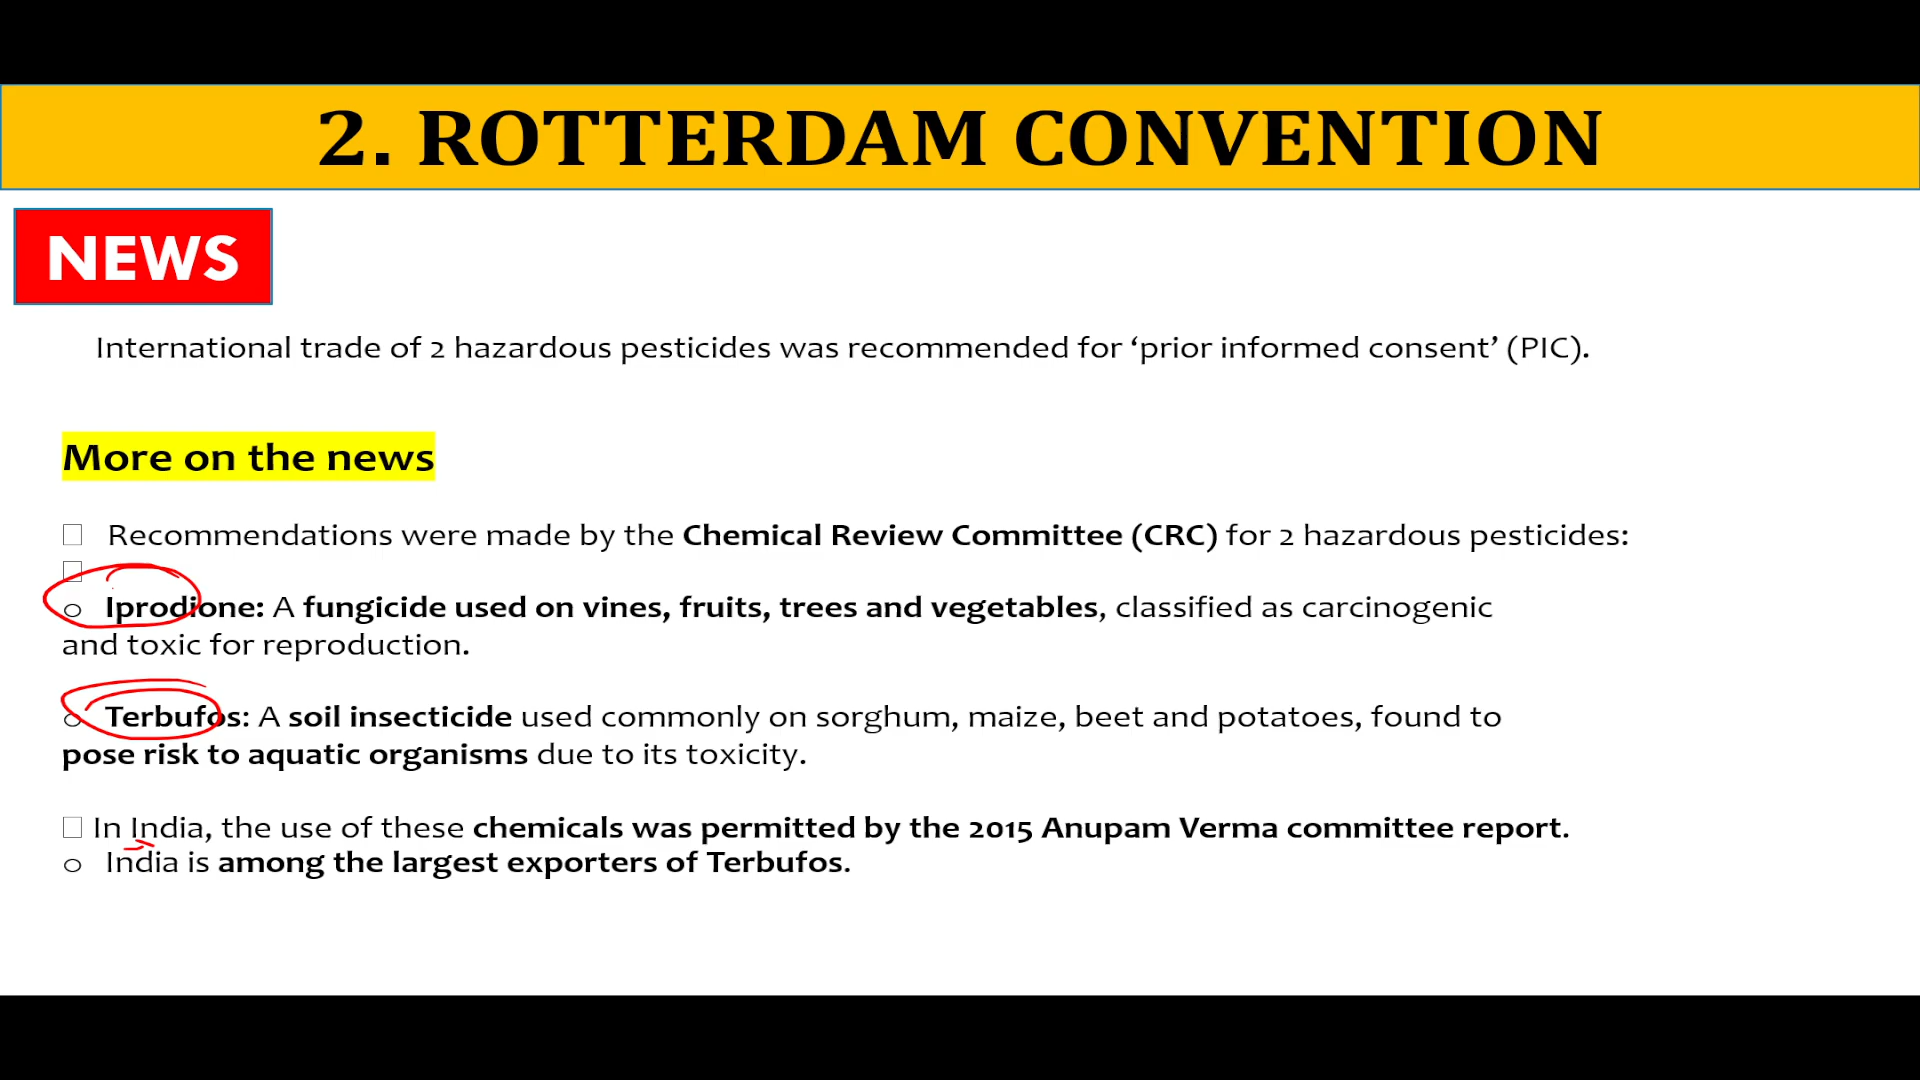 2. ROTTERDAM CONVENTION
NEWS
International trade of 2 hazardous pesticides was recommended for ‘prior informed consent’ (PIC).
More on the news
Recommendations were made by the Chemical Review Committee (CRC) for 2 hazardous pesticides:
o Iprodione: A fungicide used on vines, fruits, trees and vegetables, classified as carcinogenic
and toxic for reproduction.
o Terbufos: A soil insecticide used commonly on sorghum, maize, beet and potatoes, found to
pose risk to aquatic organisms due to its toxicity.
In India, the use of these chemicals was permitted by the 2015 Anupam Verma committee report.
o India is among the largest exporters of Terbufos.